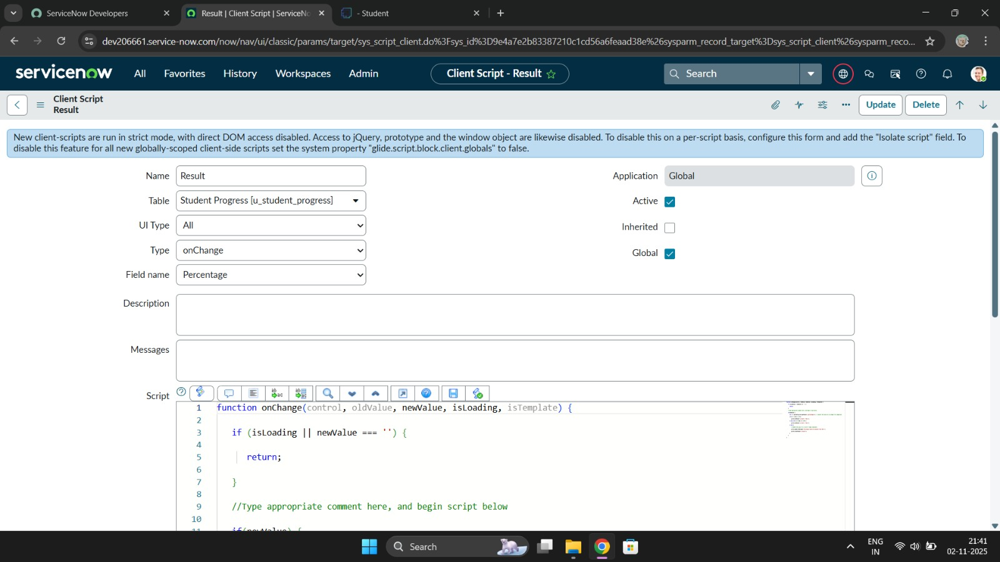 ServiceNow Developers
Result | Client Script | ServiceNo
- Student
dev206661.service-now.com/now/nav/ui/classic/params/target/sys_script_client.do%3Fsys_id%3D9e4a7e2b83387210c1cd56a6feaad38e%26sysparm_record_target%3Dsys_script_client%26sysparm_reco...
servicenow
All
Favorites
History
Workspaces
Admin
Client Script - Result
Search
Client Script
Result
Update
Delete
New client-scripts are run in strict mode, with direct DOM access disabled. Access to jQuery, prototype and the window object are likewise disabled. To disable this on a per-script basis, configure this form and add the "Isolate script" field. To
disable this feature for all new globally-scoped client-side scripts set the system property "glide.script.block.client.globals" to false.
Name Result
Application Global
Table Student Progress [u_student_progress]
Active
UI Type All
Inherited
Type onChange
Global
Field name Percentage
Description
Messages
Script
1 function onChange(control, oldValue, newValue, isLoading, isTemplate) {
2
3 if (isLoading || newValue === '') {
4
5 return;
6
7 }
8
9 //Type appropriate comment here, and begin script below
10
11 if(newValue) {
Search
ENG
IN
21:41
02-11-2025